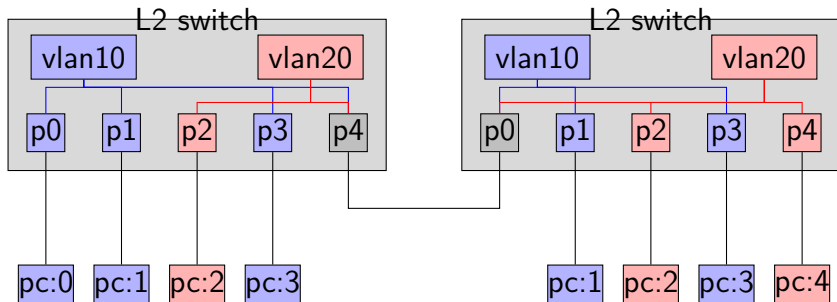 L2 switch L2 switch
vlan10 vlan20 vlan10 vlan20
p0 p1 p2 p3 p4 p0 p1 p2 p3 p4
pc:0 pc:1 pc:2 pc:3 pc:1 pc:2 pc:3 pc:4